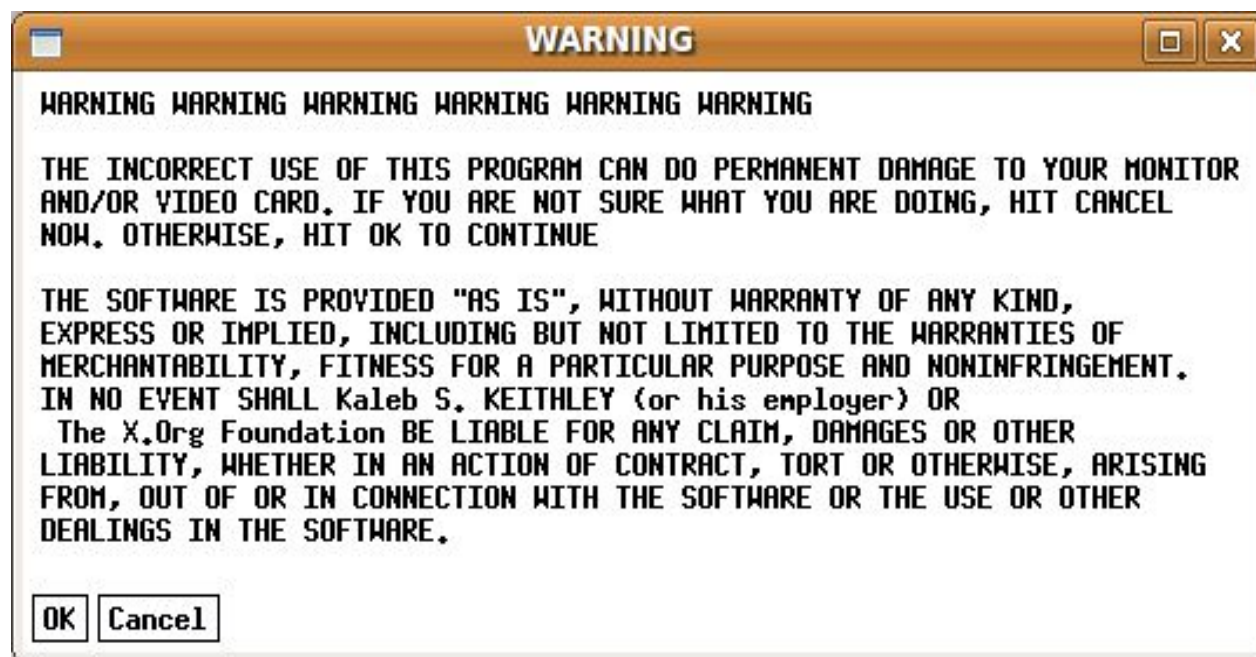 WARNING
WARNING WARNING WARNING WARNING WARNING WARNING
THE INCORRECT USE OF THIS PROGRAM CAN DO PERMANENT DAMAGE TO YOUR MONITOR
AND/OR VIDEO CARD. IF YOU ARE NOT SURE WHAT YOU ARE DOING, HIT CANCEL
NOW. OTHERWISE, HIT OK TO CONTINUE
THE SOFTWARE IS PROVIDED "AS IS", WITHOUT WARRANTY OF ANY KIND,
EXPRESS OR IMPLIED, INCLUDING BUT NOT LIMITED TO THE WARRANTIES OF
MERCHANTABILITY, FITNESS FOR A PARTICULAR PURPOSE AND NONINFRINGEMENT.
IN NO EVENT SHALL Kaleb S. KEITHLEY (or his employer) OR
The X.Org Foundation BE LIABLE FOR ANY CLAIM, DAMAGES OR OTHER
LIABILITY, WHETHER IN AN ACTION OF CONTRACT, TORT OR OTHERWISE, ARISING
FROM, OUT OF OR IN CONNECTION WITH THE SOFTWARE OR THE USE OR OTHER
DEALINGS IN THE SOFTWARE.
OK Cancel